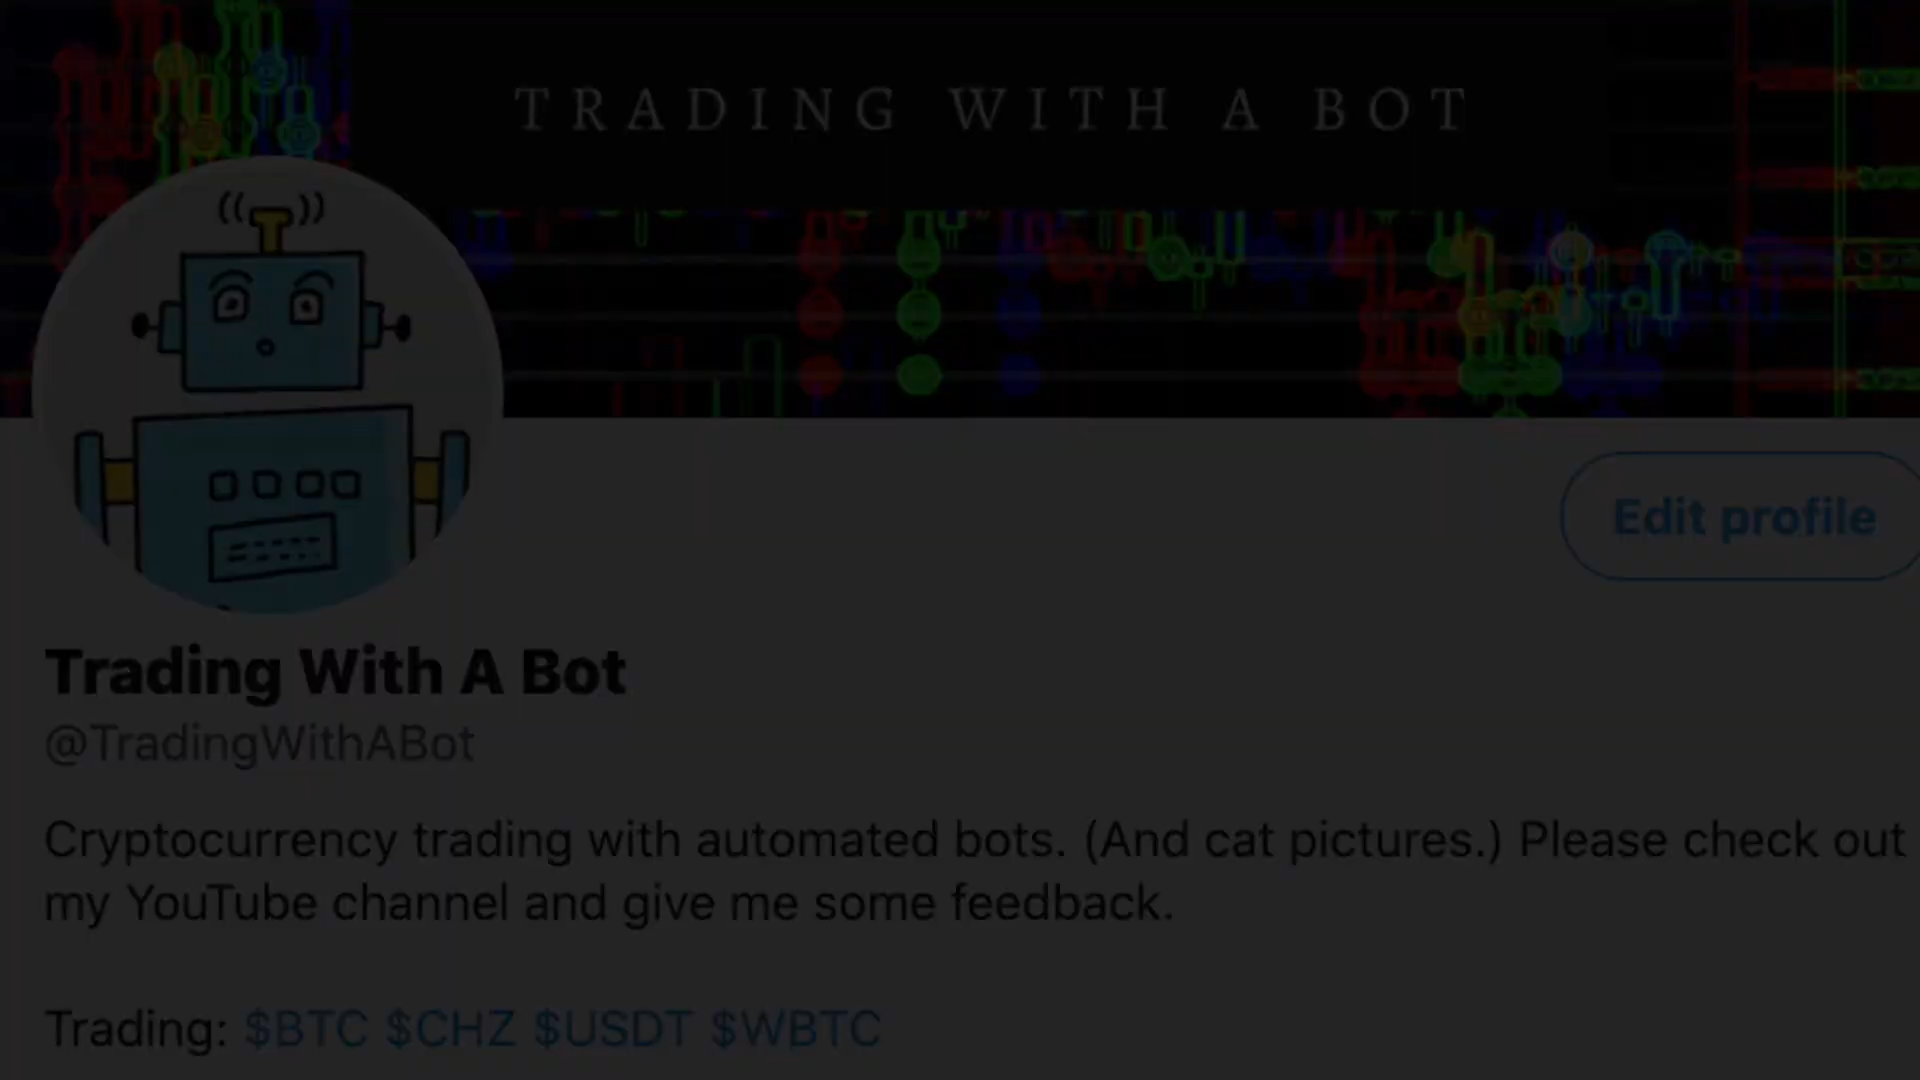 TRADING WITH A BOT
Edit profile
Trading With A Bot
@TradingWithABot
Cryptocurrency trading with automated bots. (And cat pictures.) Please check out
my YouTube channel and give me some feedback.
Trading: $BTC $CHZ $USDT $WBTC